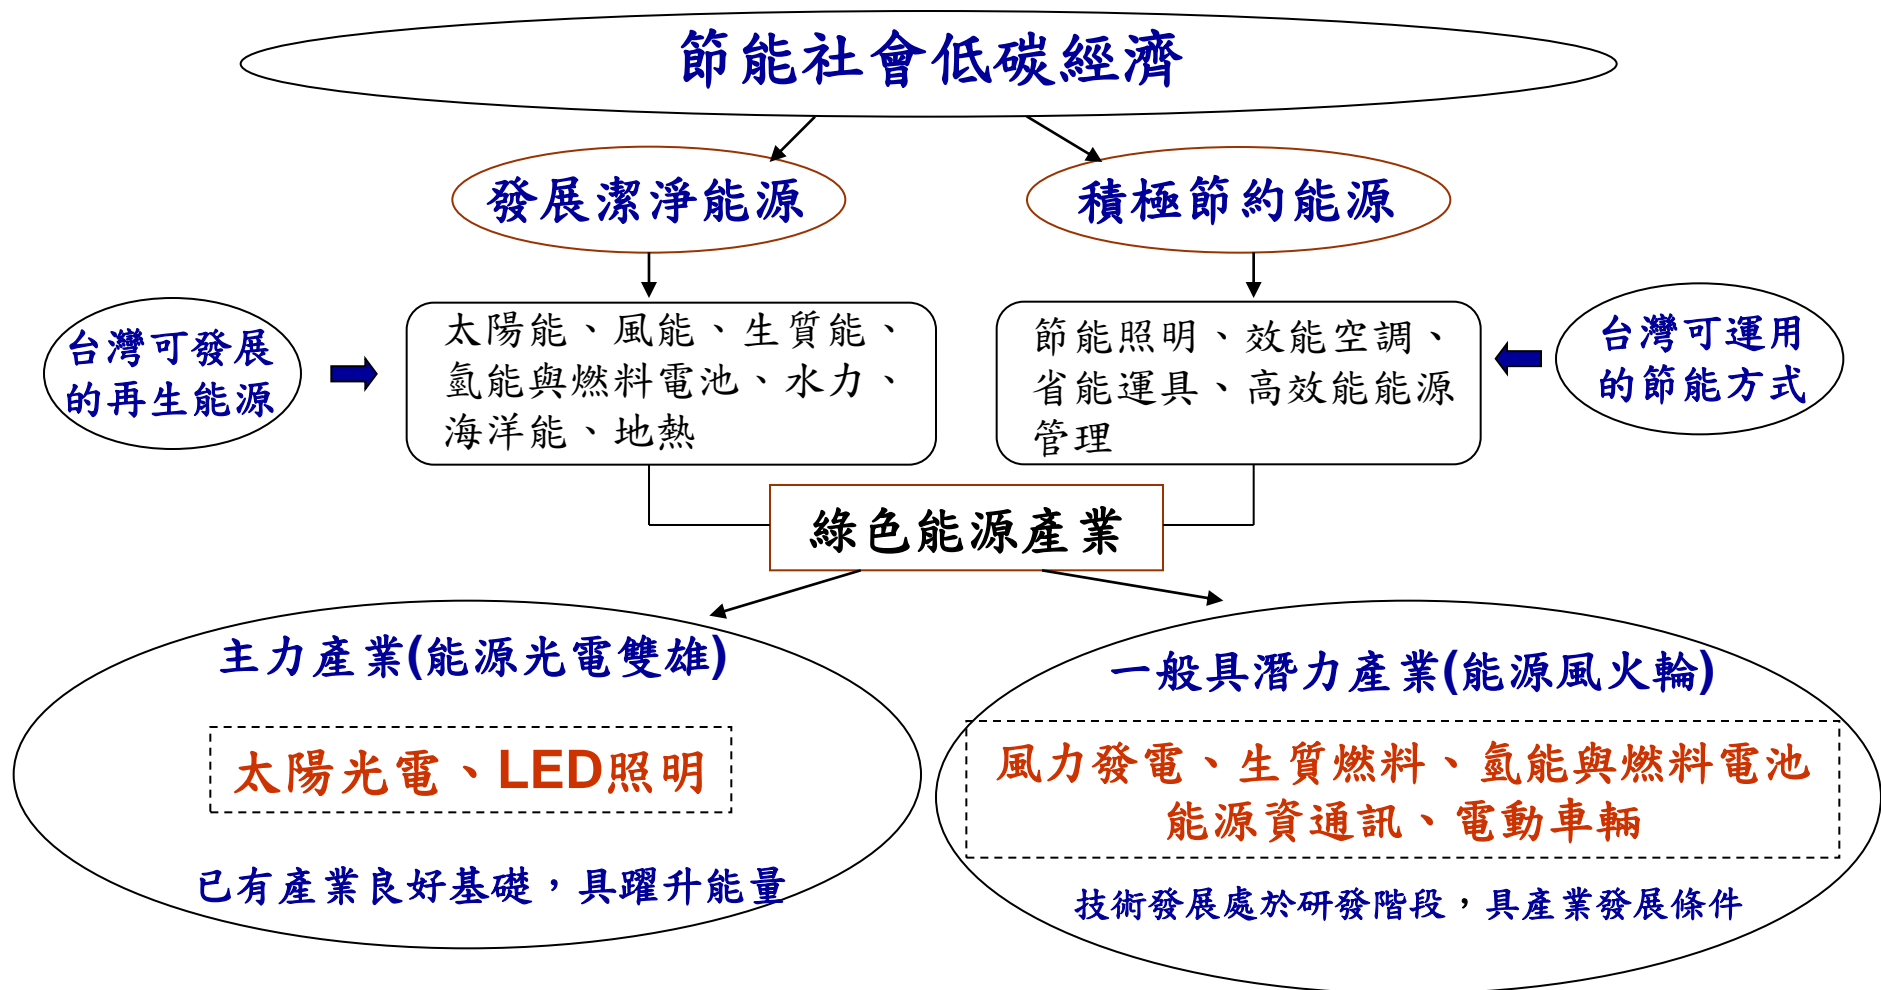 節能社會低碳經濟
發展潔淨能源
積極節約能源
台灣可發展
的再生能源
太陽能、風能、生質能、
氫能與燃料電池、水力、
海洋能、地熱
節能照明、效能空調、
省能運具、高效能能源
管理
台灣可運用
的節能方式
綠色能源產業
主力產業(能源光電雙雄)
太陽光電、LED照明
已有產業良好基礎，具躍升能量
一般具潛力產業(能源風火輪)
風力發電、生質燃料、氫能與燃料電池
能源資通訊、電動車輛
技術發展處於研發階段，具產業發展條件